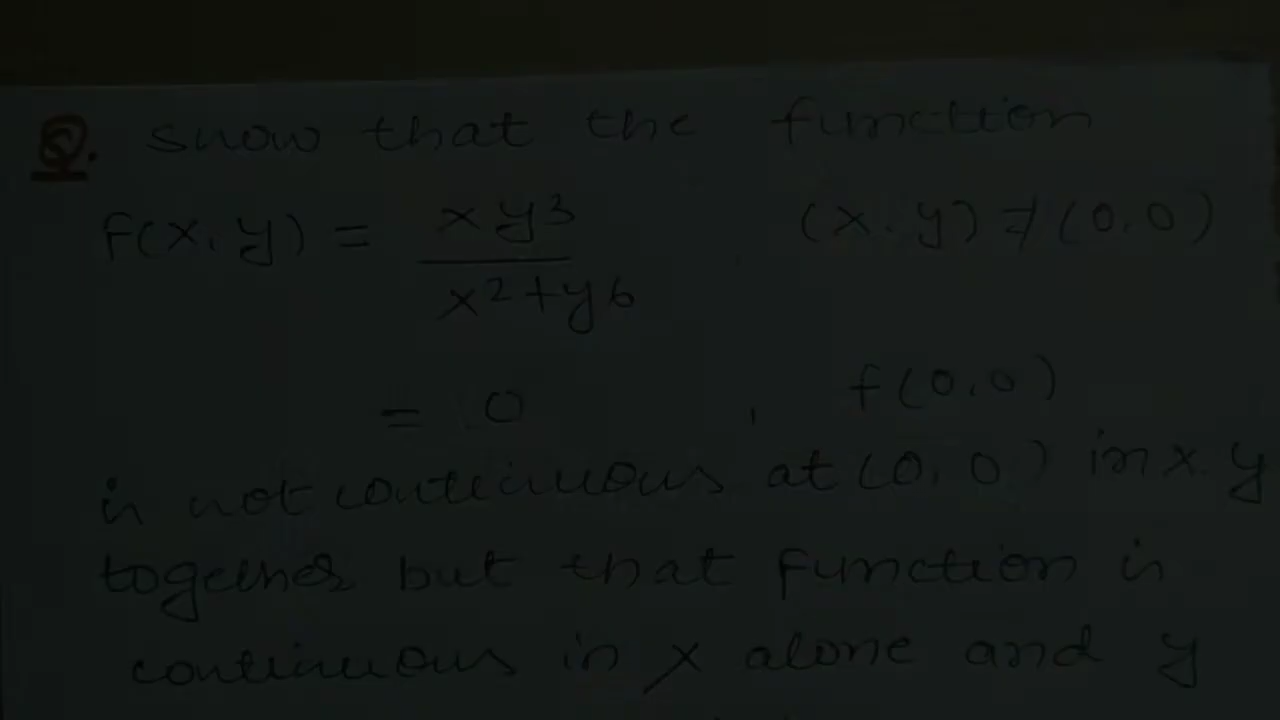 Q. show that the function
f(x, y) = xy3 / x2+y6 (x, y) ≠ (0, 0)
= 0 , f(0, 0)
is not continuous at (0, 0) in x, y
together but that function is
continuous in x alone and y